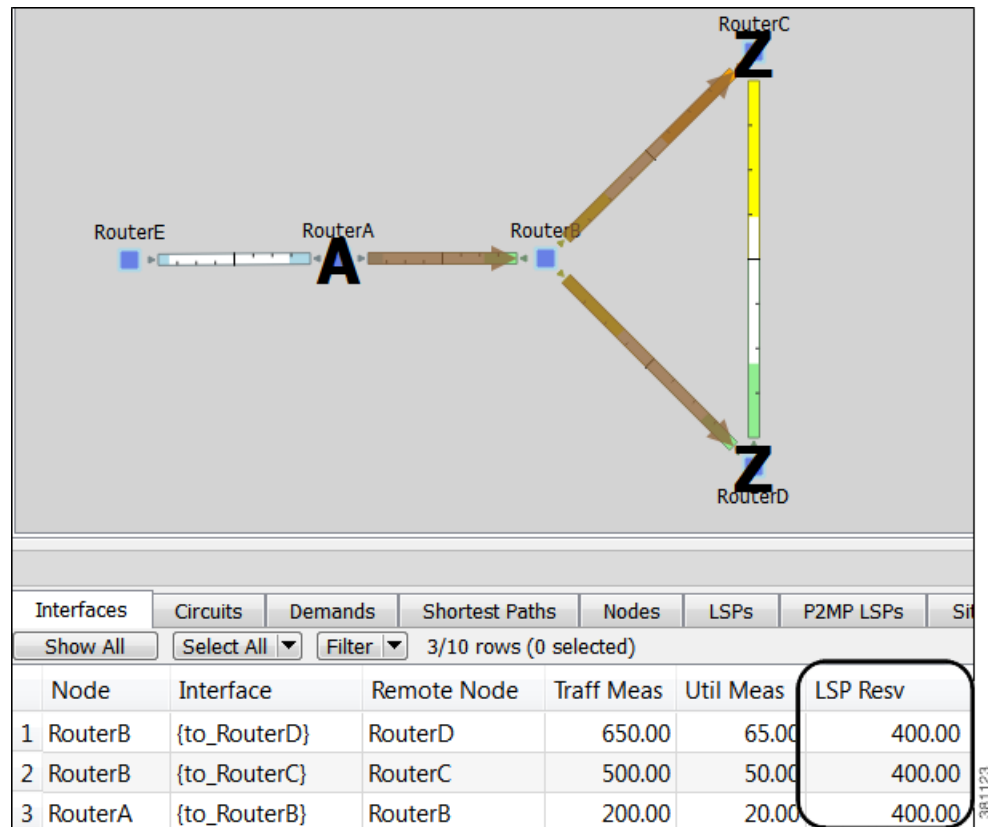 RouterC
Z
RouterE
RouterA
RouterB
A
Z
RouterD
Interfaces Circuits Demands Shortest Paths Nodes LSPs P2MP LSPs Sit
Show All Select All Filter 3/10 rows (0 selected)
Node Interface Remote Node Traff Meas Util Meas LSP Resv
1 RouterB {to_RouterD} RouterD 650.00 65.00 400.00
2 RouterB {to_RouterC} RouterC 500.00 50.00 400.00
3 RouterA {to_RouterB} RouterB 200.00 20.00 400.00
381123